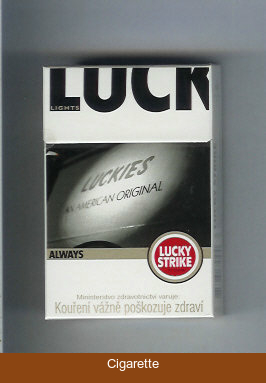 LUCK
LIGHTS
LUCKIES
AN AMERICAN ORIGINAL
ALWAYS
LUCKY
STRIKE
Ministerstvo zdravotnictví varuje:
Kouření vážně poškozuje zdraví
Cigarette